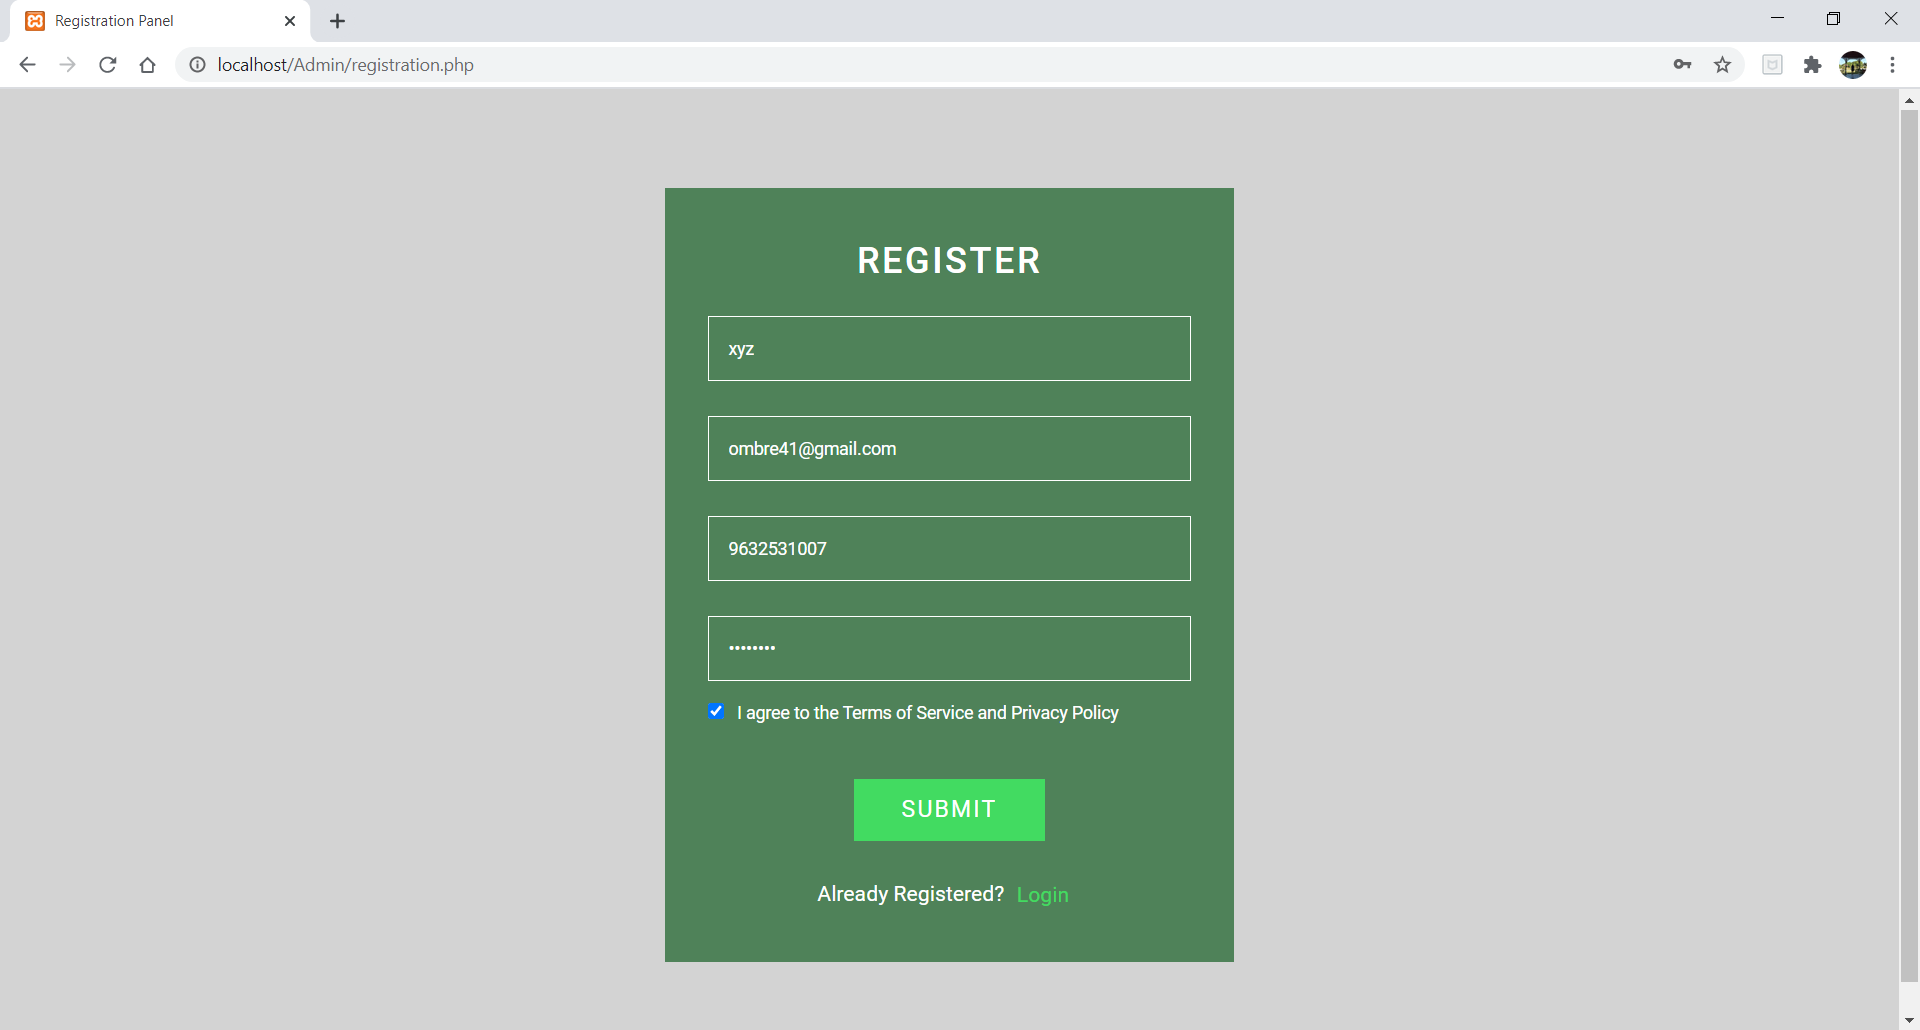 Registration Panel
localhost/Admin/registration.php
REGISTER
xyz
ombre41@gmail.com
9632531007
••••••••
I agree to the Terms of Service and Privacy Policy
SUBMIT
Already Registered? Login